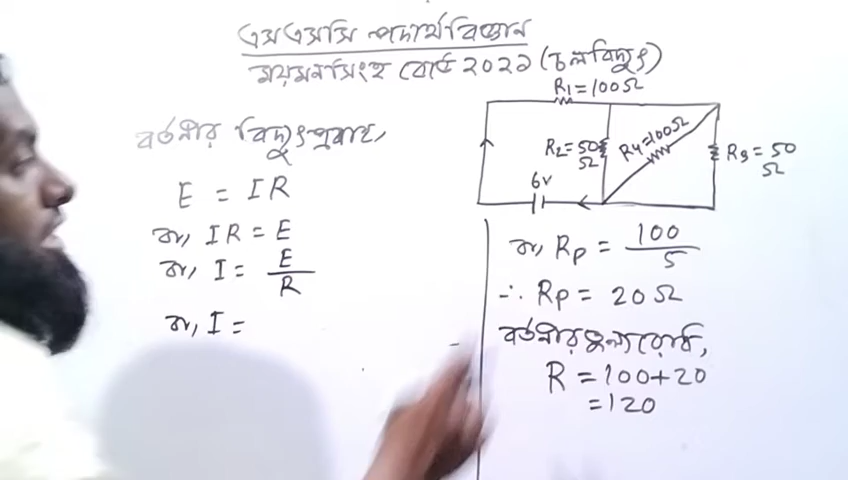 এসএসসি পদার্থবিজ্ঞান
ময়মনসিংহ বোর্ড ২০২১ (চলবিদ্যুৎ)
R₁=100Ω
R₂=50Ω
R4=100Ω
R3=50Ω
6v
বর্তনীর বিদ্যুৎপ্রবাহ,
E = IR
বা, IR = E
বা, I = E/R
বা, I =
বা, Rp = 100/5
∴ Rp = 20Ω
বর্তনীর তুল্যরোধ,
R = 100+20
= 120